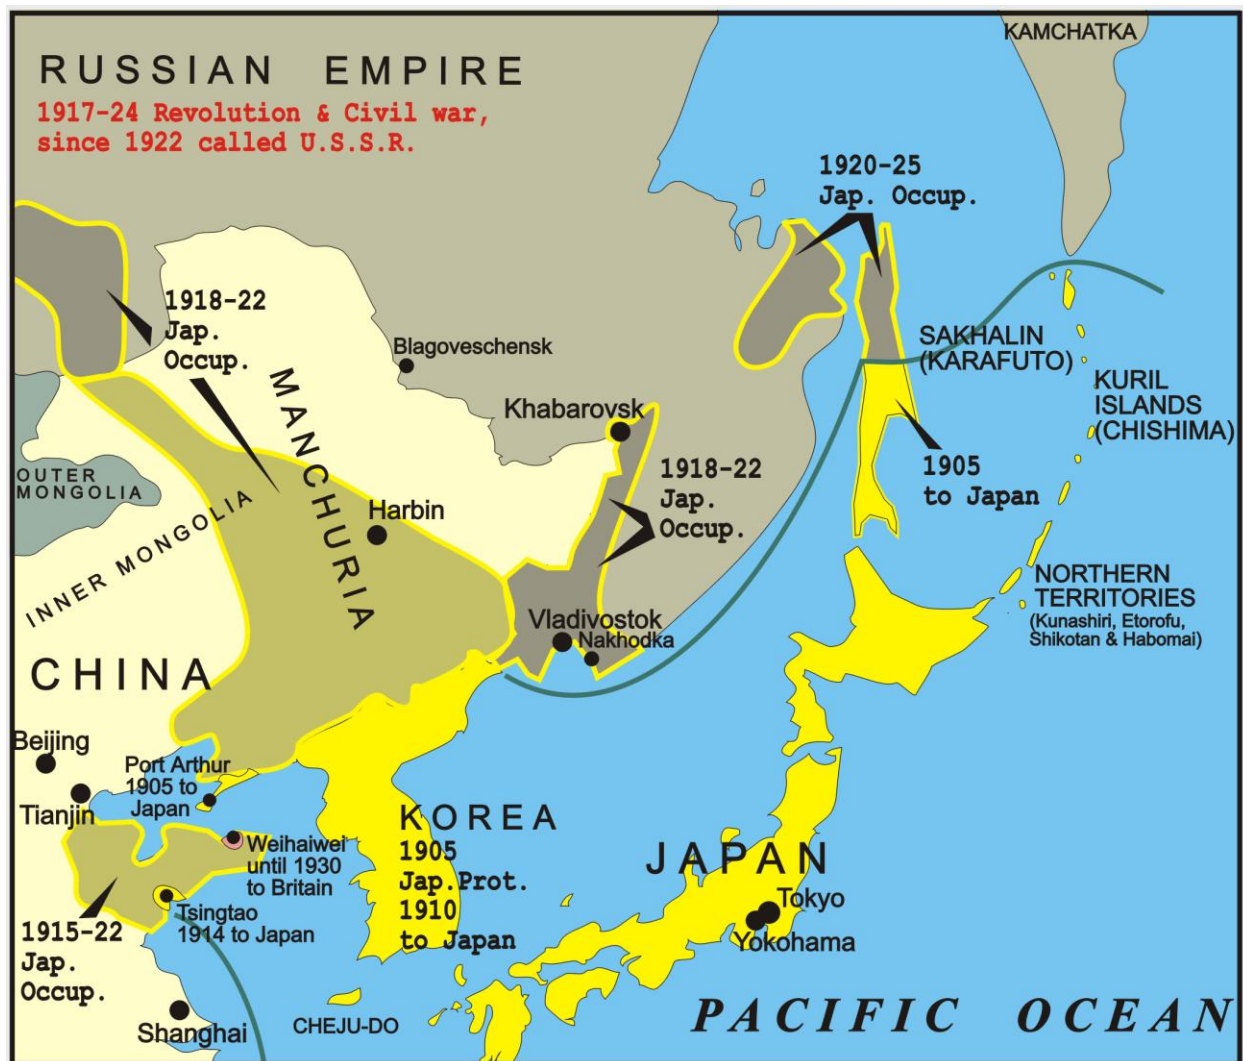 KAMCHATKA
RUSSIAN EMPIRE
1917-24 Revolution & Civil war,
since 1922 called U.S.S.R.
1920-25
Jap. Occup.
1918-22
Jap.
Occup.
Blagoveschensk
SAKHALIN
(KARAFUTO)
KURIL
ISLANDS
(CHISHIMA)
MANCHURIA
Khabarovsk
1918-22
Jap.
Occup.
1905
to Japan
OUTER
MONGOLIA
INNER MONGOLIA
Harbin
NORTHERN
TERRITORIES
(Kunashiri, Etorofu,
Shikotan & Habomai)
Vladivostok
Nakhodka
CHINA
Beijing
Port Arthur
1905 to
Japan
Tianjin
KOREA
1905
Jap.Prot.
1910
to Japan
Weihaiwei
until 1930
to Britain
JAPAN
Tokyo
Yokohama
Tsingtao
1914 to Japan
1915-22
Jap.
Occup.
Shanghai
CHEJU-DO
PACIFIC OCEAN